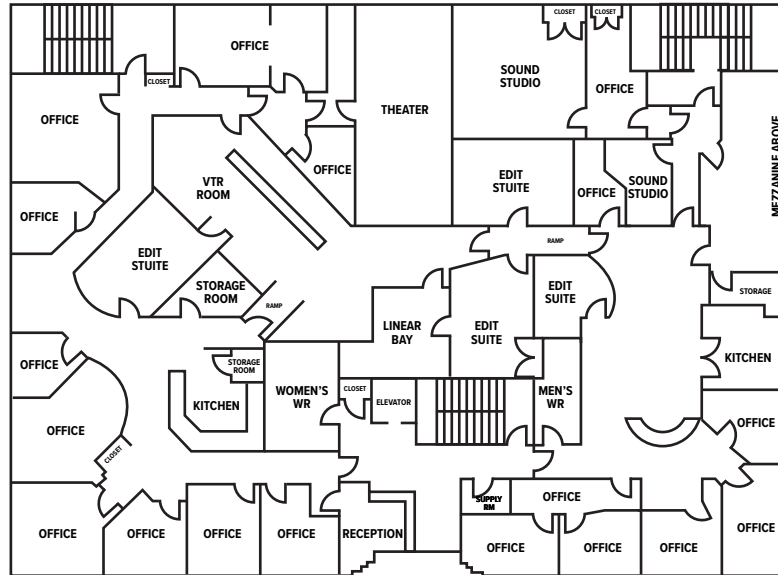 CLOSET
CLOSET
OFFICE
SOUND
STUDIO
CLOSET
OFFICE
OFFICE
THEATER
MEZZANINE ABOVE
OFFICE
EDIT
STUITE
VTR
ROOM
SOUND
STUDIO
OFFICE
OFFICE
RAMP
EDIT
STUITE
STORAGE
ROOM
EDIT
SUITE
STORAGE
RAMP
LINEAR
BAY
EDIT
SUITE
OFFICE
STORAGE
ROOM
KITCHEN
WOMEN'S
WR
CLOSET
ELEVATOR
MEN'S
WR
KITCHEN
OFFICE
OFFICE
CLOSET
SUPPLY
RM
OFFICE
OFFICE
OFFICE
OFFICE
OFFICE
OFFICE
RECEPTION
OFFICE
OFFICE
OFFICE